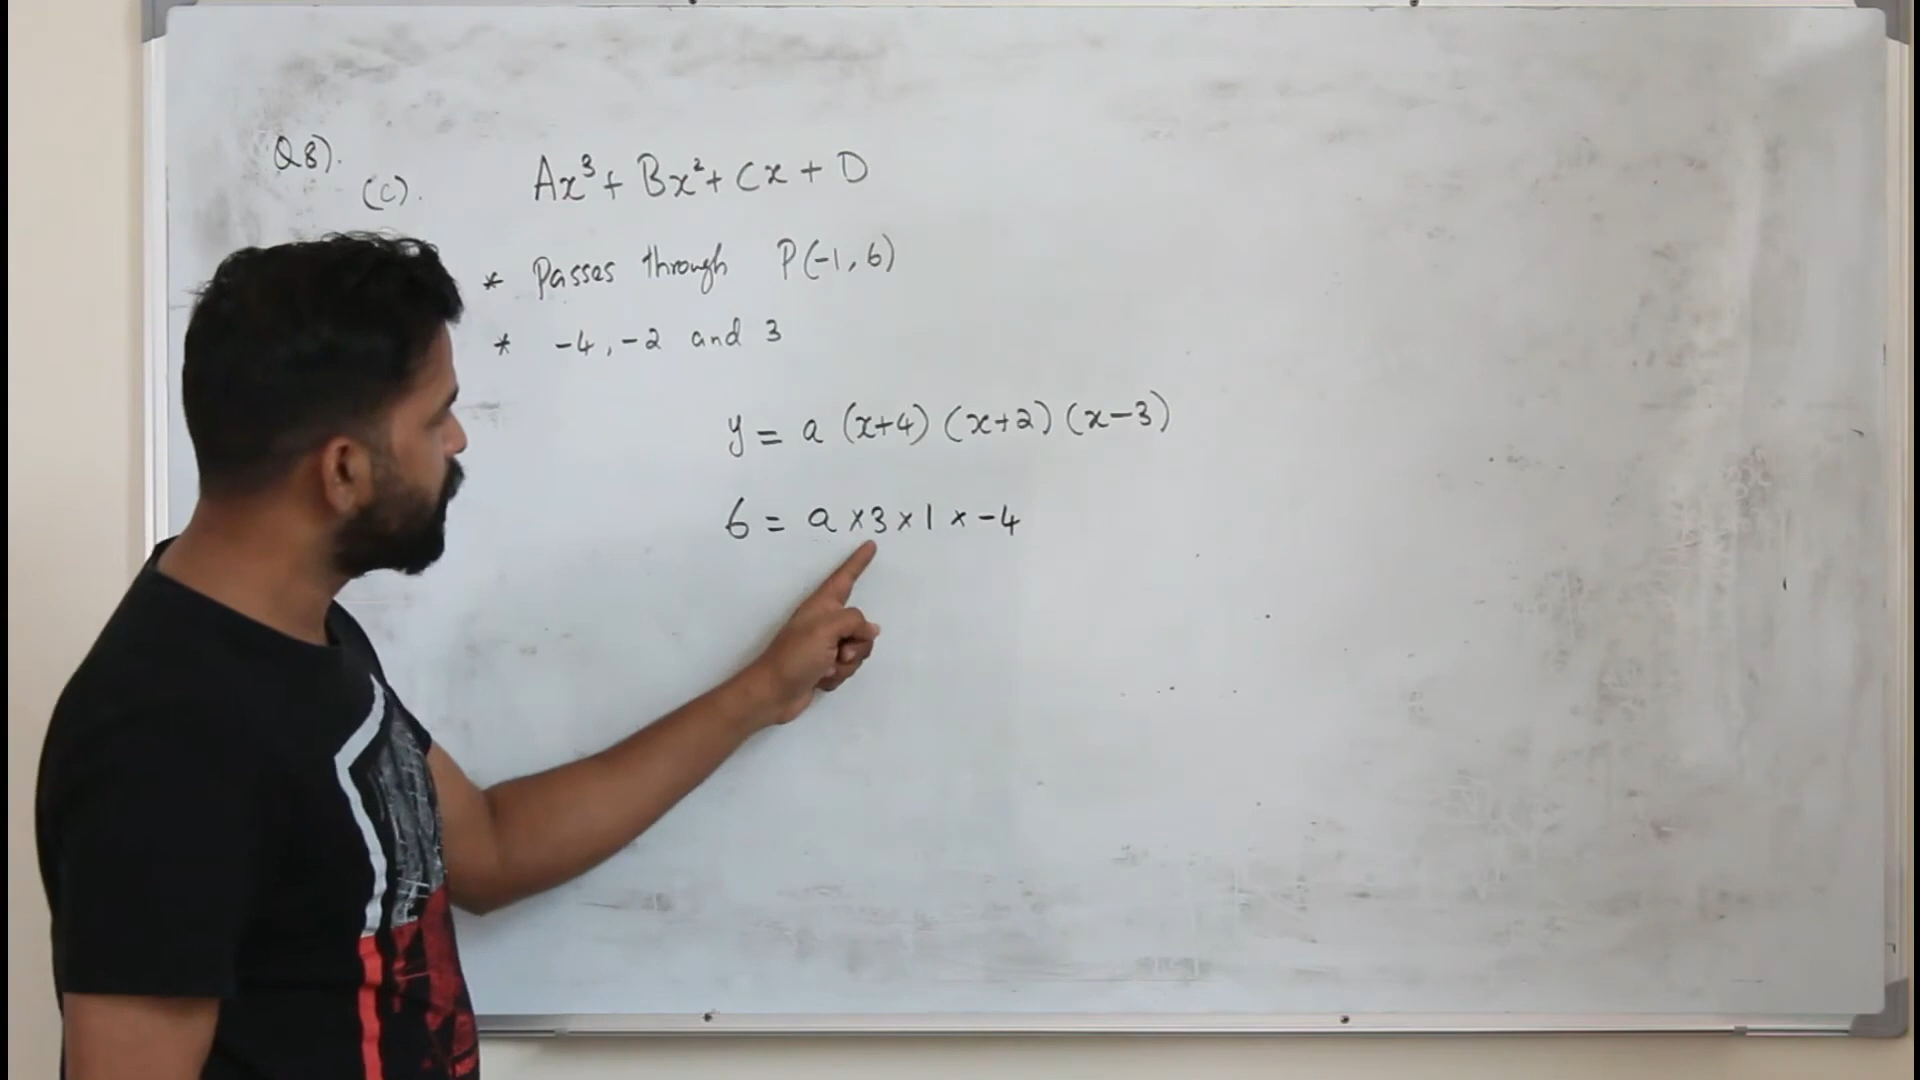 Q8).
(c). Ax³ + Bx² + Cx + D
* Passes through P(-1, 6)
* -4, -2 and 3
y = a (x+4) (x+2) (x-3)
6 = a × 3 × 1 × -4